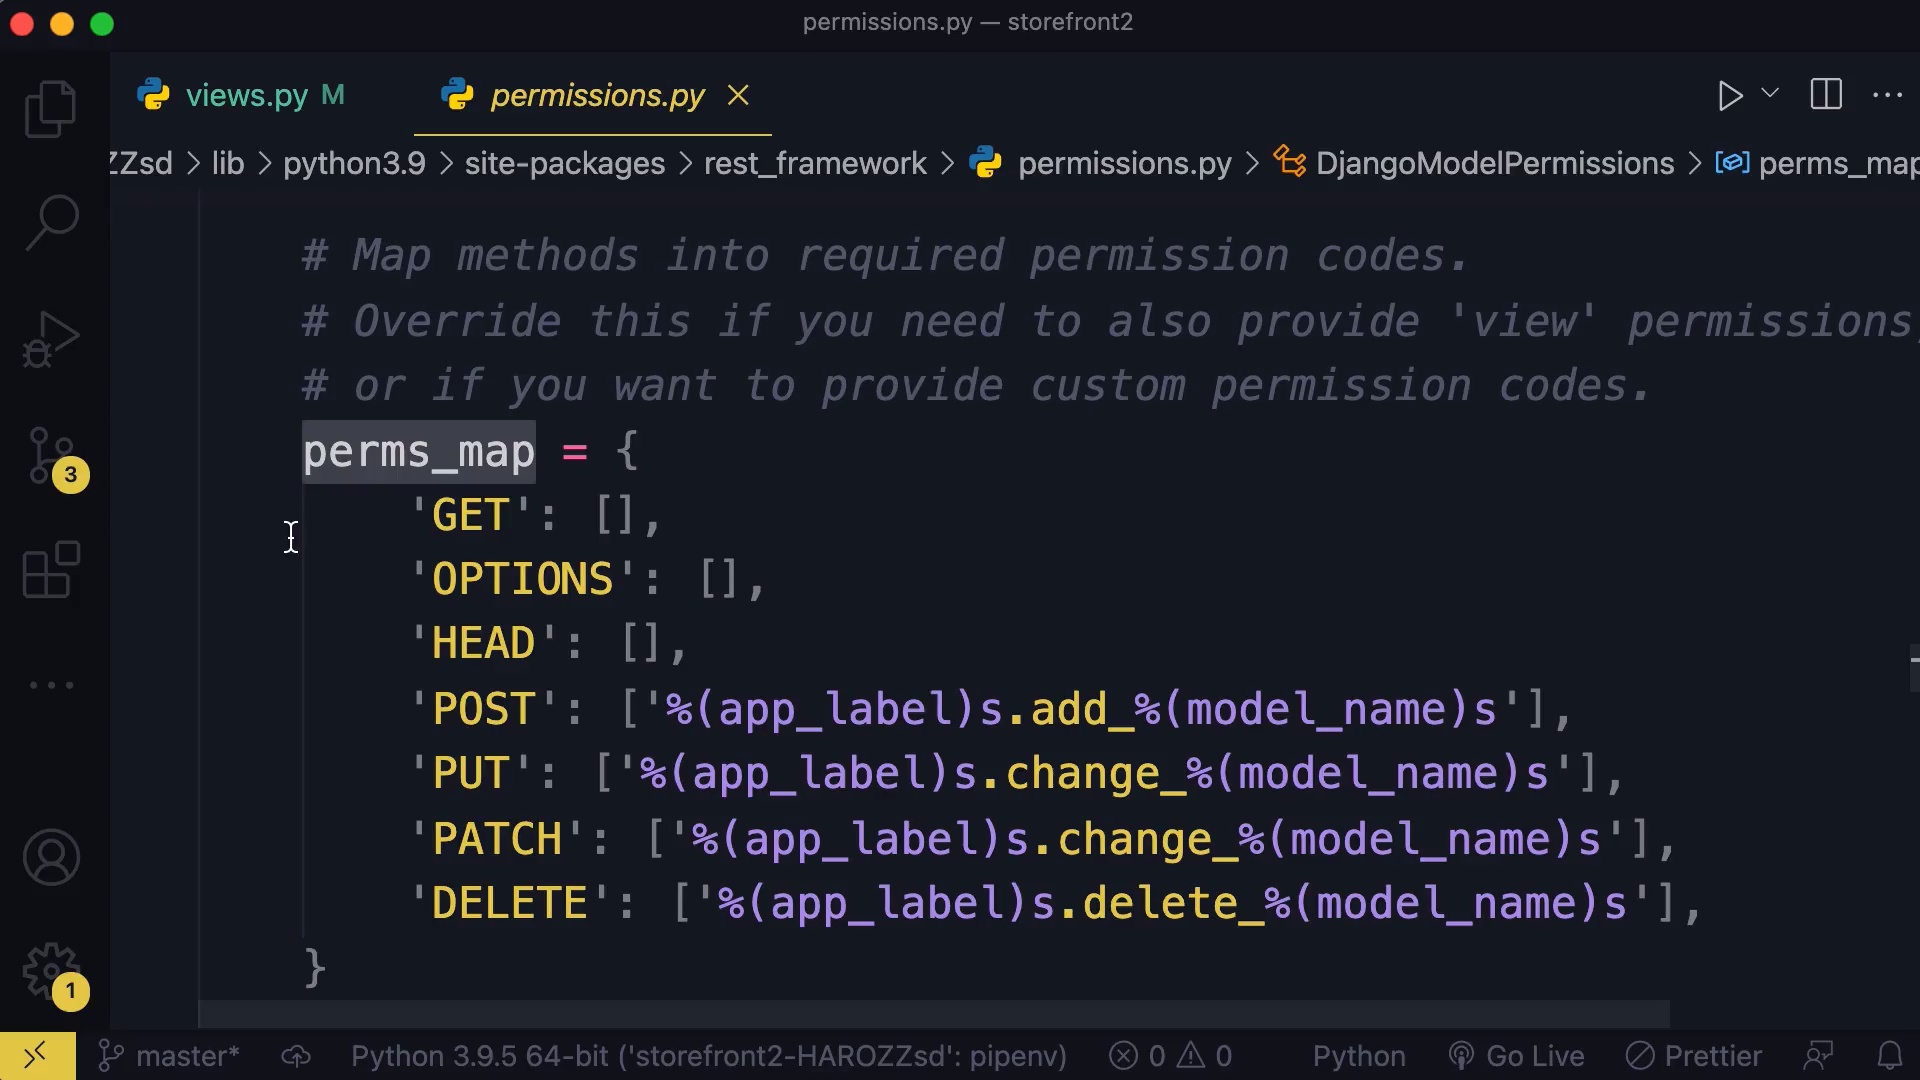 permissions.py — storefront2
views.py M
permissions.py
ZZsd > lib > python3.9 > site-packages > rest_framework > permissions.py > DjangoModelPermissions > perms_map
# Map methods into required permission codes.
# Override this if you need to also provide 'view' permissions,
# or if you want to provide custom permission codes.
perms_map = {
'GET': [],
'OPTIONS': [],
'HEAD': [],
'POST': ['%(app_label)s.add_%(model_name)s'],
'PUT': ['%(app_label)s.change_%(model_name)s'],
'PATCH': ['%(app_label)s.change_%(model_name)s'],
'DELETE': ['%(app_label)s.delete_%(model_name)s'],
}
3
1
master* Python 3.9.5 64-bit ('storefront2-HAROZZsd': pipenv) 0 0 Python Go Live Prettier